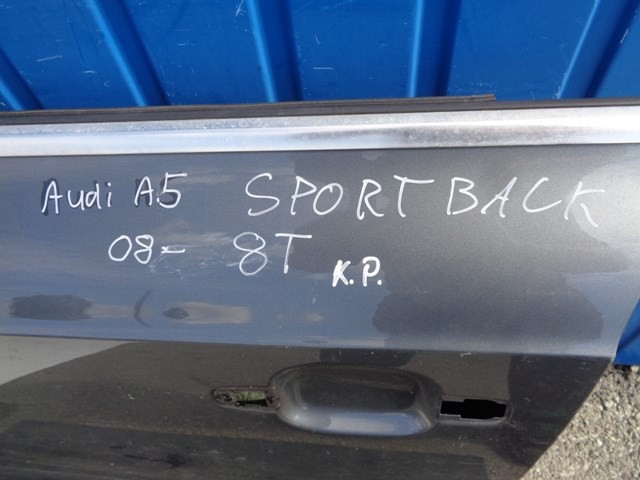 Audi A5 SPORTBACK
08- 8T K.P.